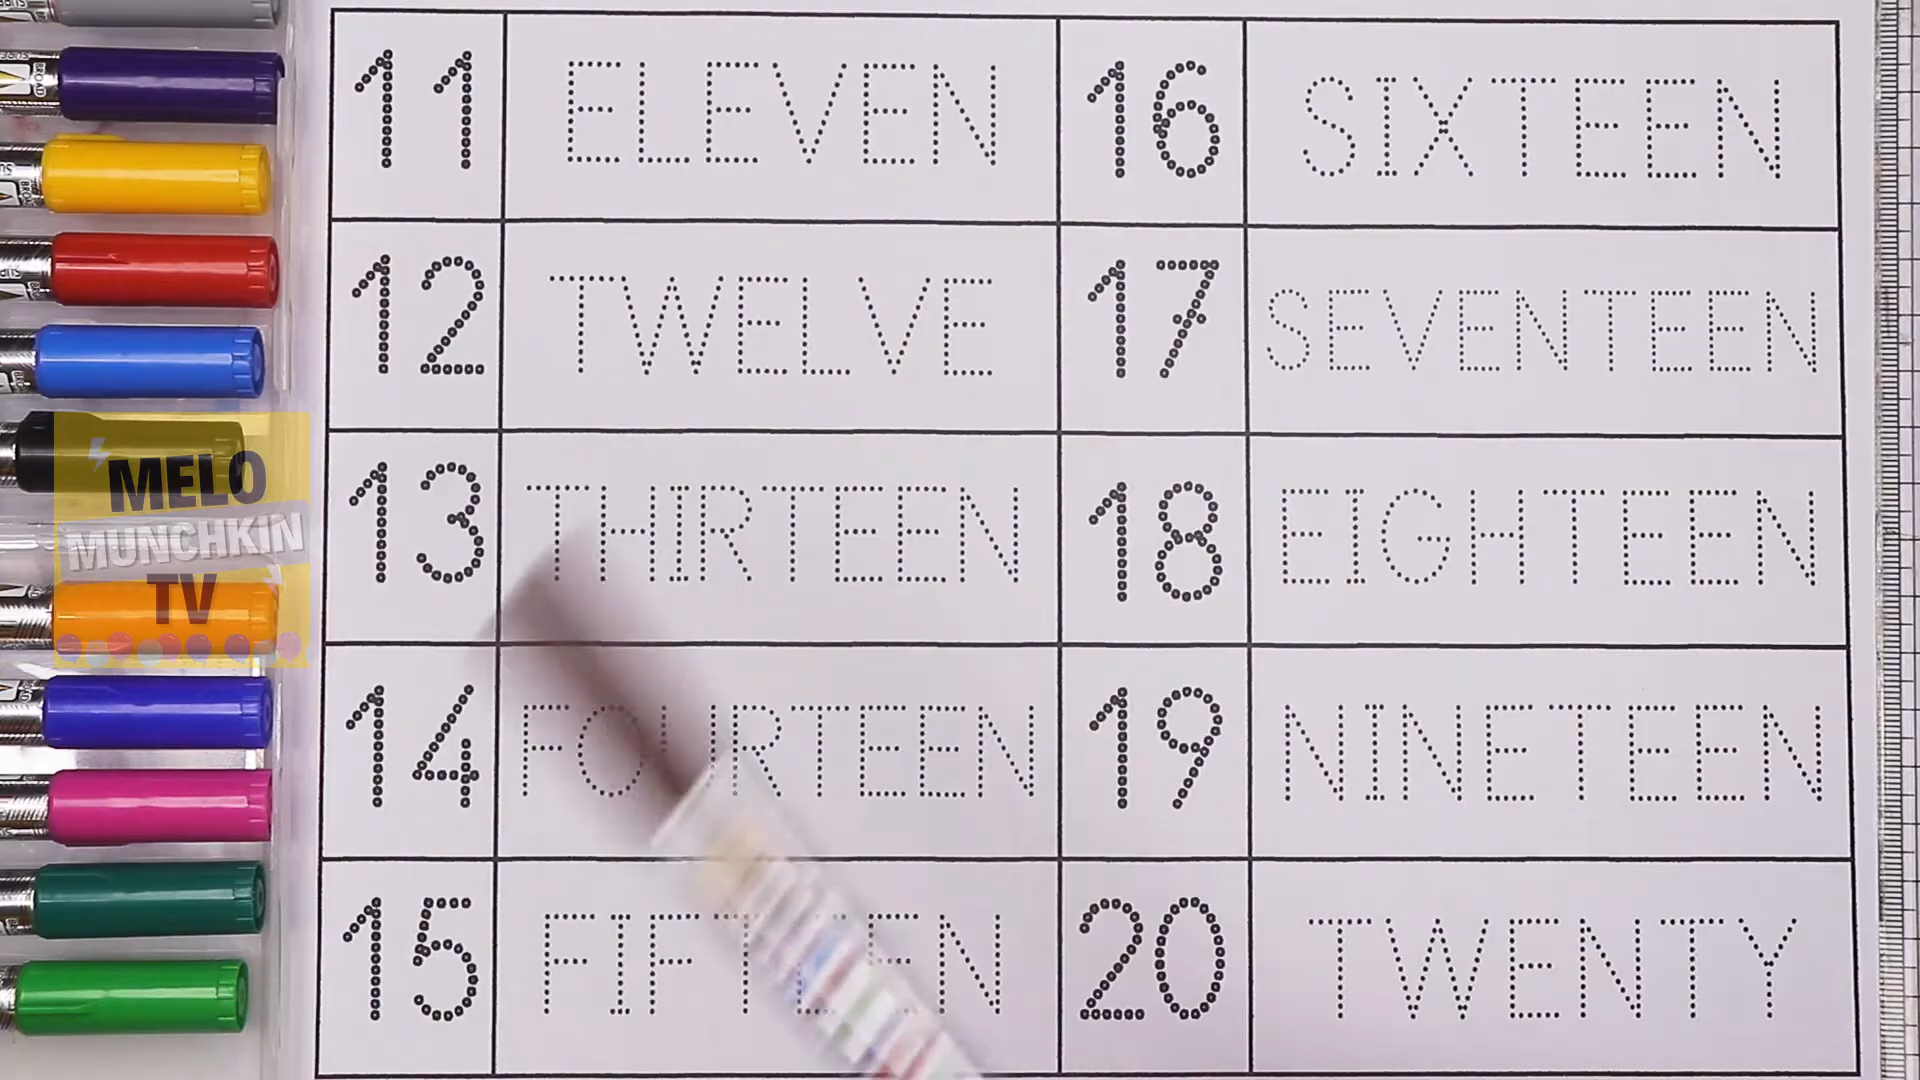 11 ELEVEN 16 SIXTEEN
12 TWELVE 17 SEVENTEEN
13 THIRTEEN 18 EIGHTEEN
14 FOURTEEN 19 NINETEEN
15 FIFTEEN 20 TWENTY
MELO
MUNCHKIN
TV